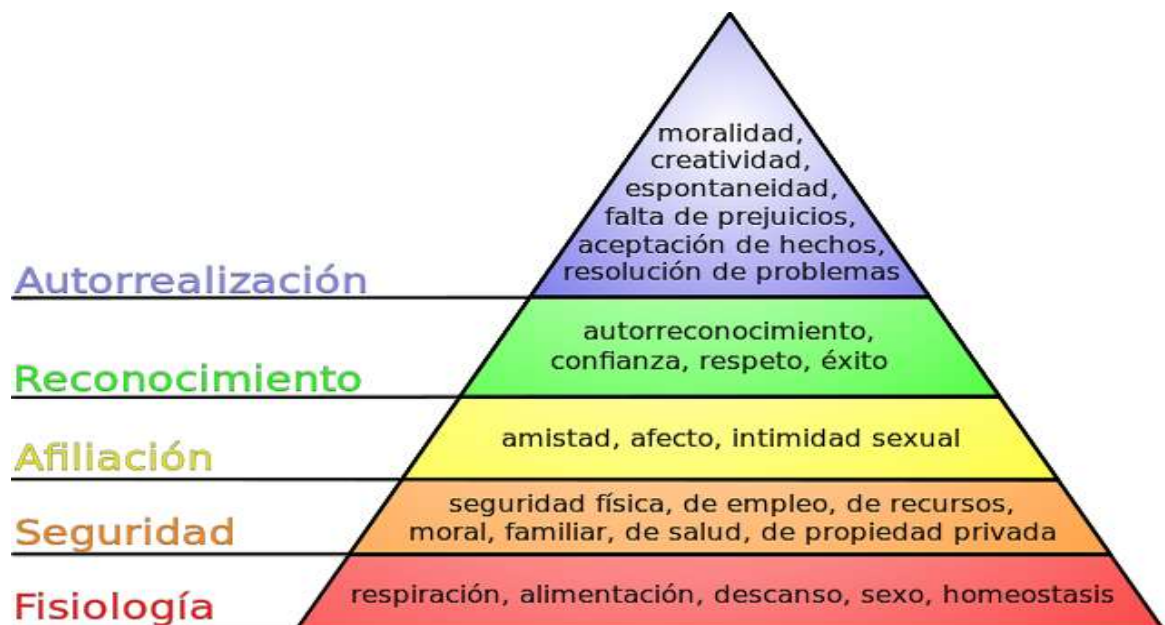 moralidad,
creatividad,
espontaneidad,
falta de prejuicios,
aceptación de hechos,
resolución de problemas
Autorrealización
autorreconocimiento,
confianza, respeto, éxito
Reconocimiento
amistad, afecto, intimidad sexual
Afiliación
seguridad física, de empleo, de recursos,
moral, familiar, de salud, de propiedad privada
Seguridad
respiración, alimentación, descanso, sexo, homeostasis
Fisiología